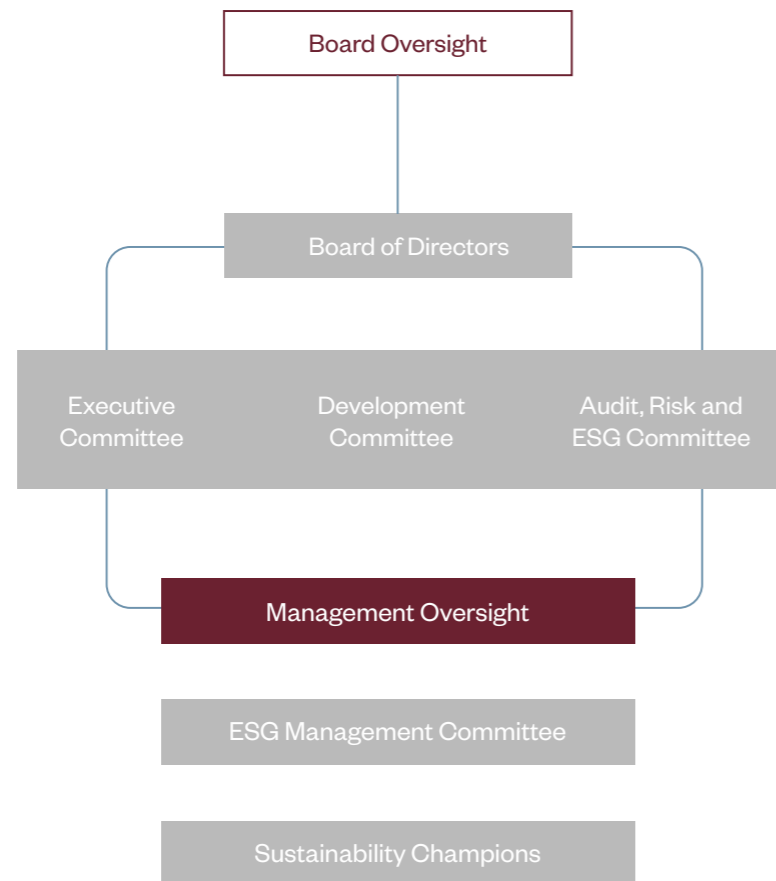 Board Oversight
Board of Directors
Executive
Committee
Development
Committee
Audit, Risk and
ESG Committee
Management Oversight
ESG Management Committee
Sustainability Champions